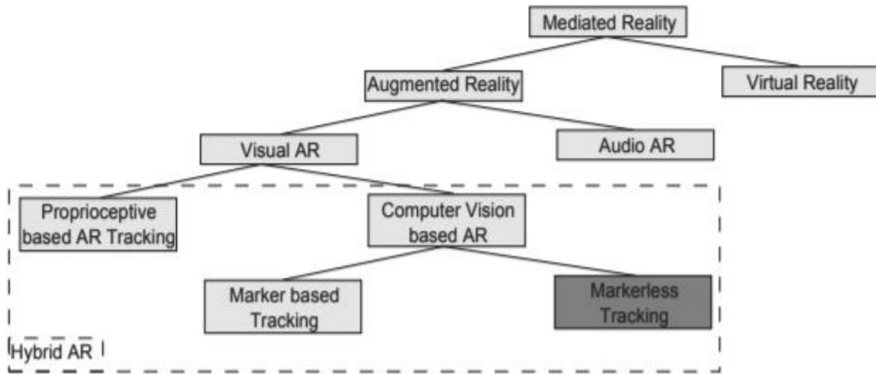 Mediated Reality
Augmented Reality
Virtual Reality
Visual AR
Audio AR
Proprioceptive
based AR Tracking
Computer Vision
based AR
Marker based
Tracking
Markerless
Tracking
Hybrid AR